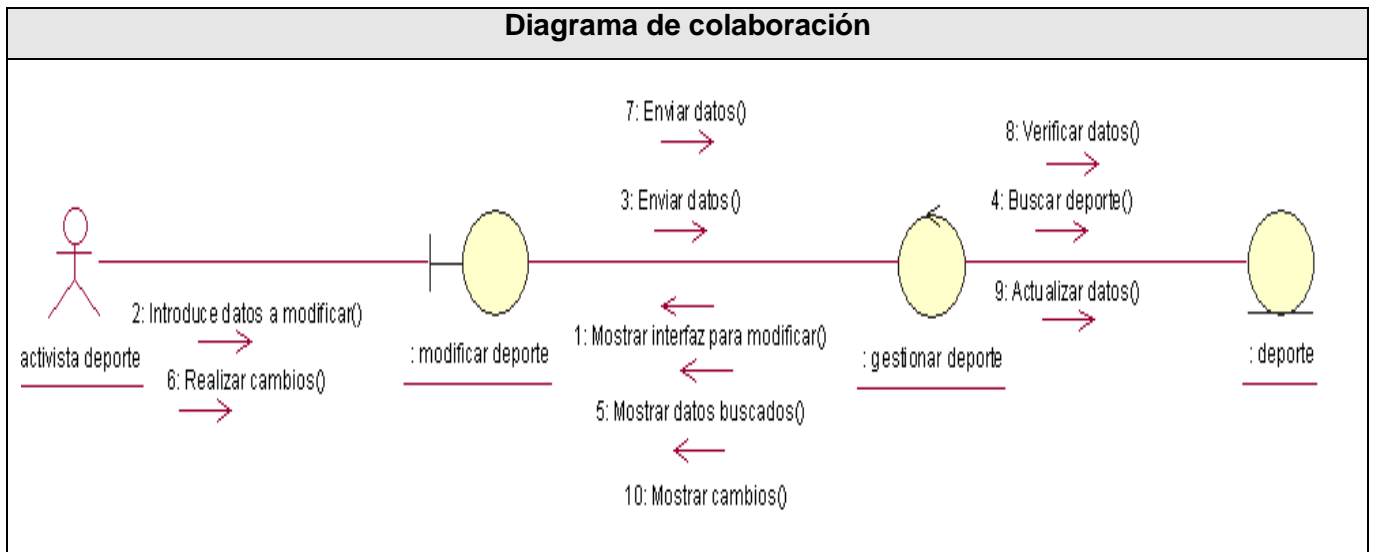 Diagrama de colaboración
7: Enviar datos()
8: Verificar datos()
3: Enviar datos()
4: Buscar deporte()
2: Introduce datos a modificar()
9: Actualizar datos()
1: Mostrar interfaz para modificar()
activista deporte
: modificar deporte
: gestionar deporte
: deporte
6: Realizar cambios()
5: Mostrar datos buscados()
10: Mostrar cambios()